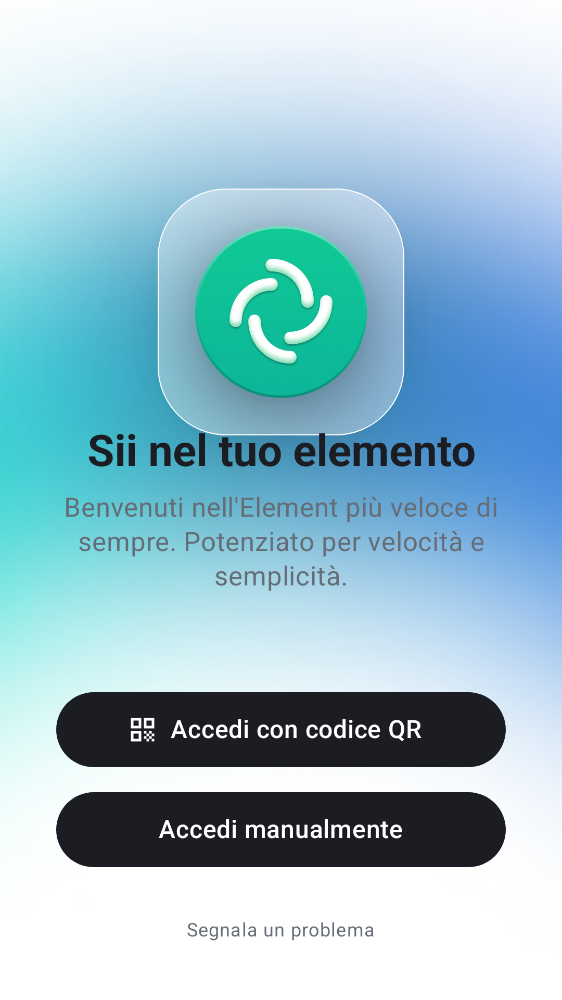 Sii nel tuo elemento
Benvenuti nell'Element più veloce di
sempre. Potenziato per velocità e
semplicità.
Accedi con codice QR
Accedi manualmente
Segnala un problema